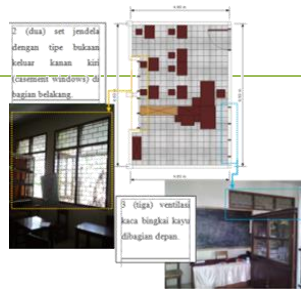 2 (dua) set jendela
dengan tipe bukaan
keluar kanan kiri
(casement windows) di
bagian belakang.
3 (tiga) ventilasi
kaca bingkai kayu
dibagian depan.